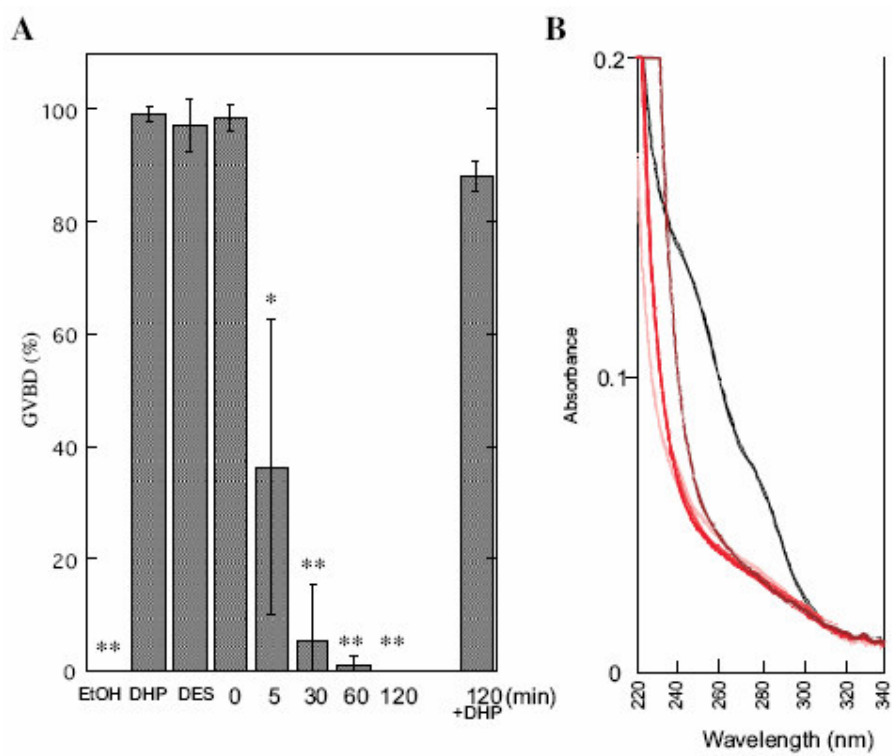 A
B
GVBD (%)
100
80
60
40
20
0
*
**
**
**
**
EtOH DHP DES 0 5 30 60 120 120 (min)
+DHP
Absorbance
0.2
0.1
0
220 240 260 280 300 320 340
Wavelength (nm)